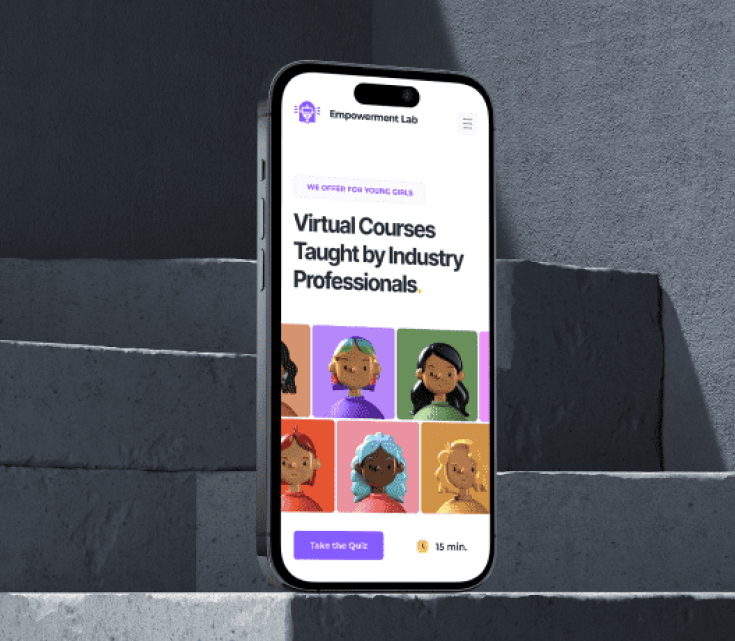 Empowerment Lab
WE OFFER FOR YOUNG GIRLS
Virtual Courses
Taught by Industry
Professionals.
Take the Quiz
15 min.